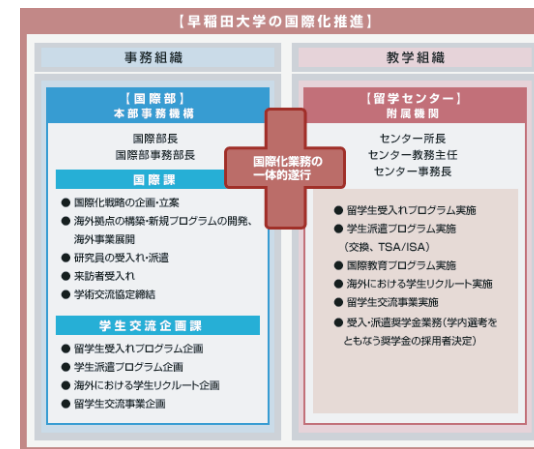 【早稲田大学の国際化推進】
事務組織
【国際部】
本部事務機構
国際部長
国際部事務部長
国際課
● 国際化戦略の企画・立案
● 海外拠点の構築・新規プログラムの開発、
海外事業展開
● 研究員の受入れ・派遣
● 来訪者受入れ
● 学術交流協定締結
学生交流企画課
● 留学生受入れプログラム企画
● 学生派遣プログラム企画
● 海外における学生リクルート企画
● 留学生交流事業企画
国際化業務の
一体的遂行
教学組織
【留学センター】
附属機関
センター所長
センター教務主任
センター事務長
● 留学生受入れプログラム実施
● 学生派遣プログラム実施
(交換、TSA/ISA)
● 国際教育プログラム実施
● 海外における学生リクルート実施
● 留学生交流事業実施
● 受入・派遣奨学金業務(学内選考を
ともなう奨学金の採用者決定)